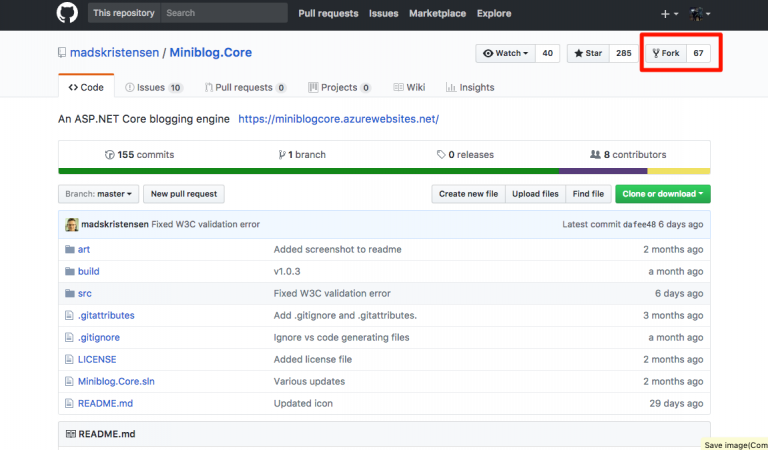 This repository Search Pull requests Issues Marketplace Explore
madskristensen / Miniblog.Core Watch 40 Star 285 Fork 67
Code Issues 10 Pull requests 0 Projects 0 Wiki Insights
An ASP.NET Core blogging engine https://miniblogcore.azurewebsites.net/
155 commits 1 branch 0 releases 8 contributors
Branch: master New pull request Create new file Upload files Find file Clone or download
madskristensen Fixed W3C validation error Latest commit dafee48 6 days ago
art Added screenshot to readme 2 months ago
build v1.0.3 a month ago
src Fixed W3C validation error 6 days ago
.gitattributes Add .gitignore and .gitattributes. 3 months ago
.gitignore Ignore vs code generating files a month ago
LICENSE Added license file 2 months ago
Miniblog.Core.sln Various updates 2 months ago
README.md Updated icon 29 days ago
README.md
Save image(Com